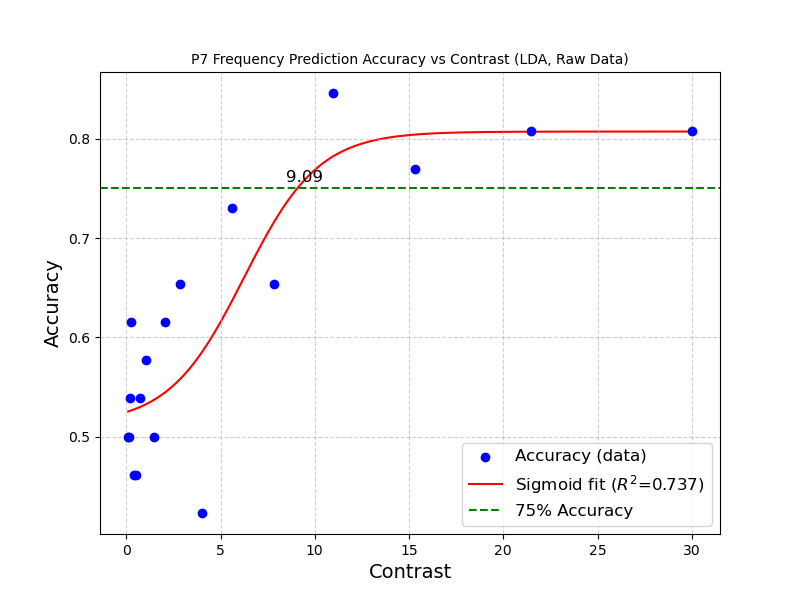 P7 Frequency Prediction Accuracy vs Contrast (LDA, Raw Data)
Accuracy
0.8
0.7
0.6
0.5
9.09
Accuracy (data)
Sigmoid fit (R²=0.737)
75% Accuracy
0 5 10 15 20 25 30
Contrast